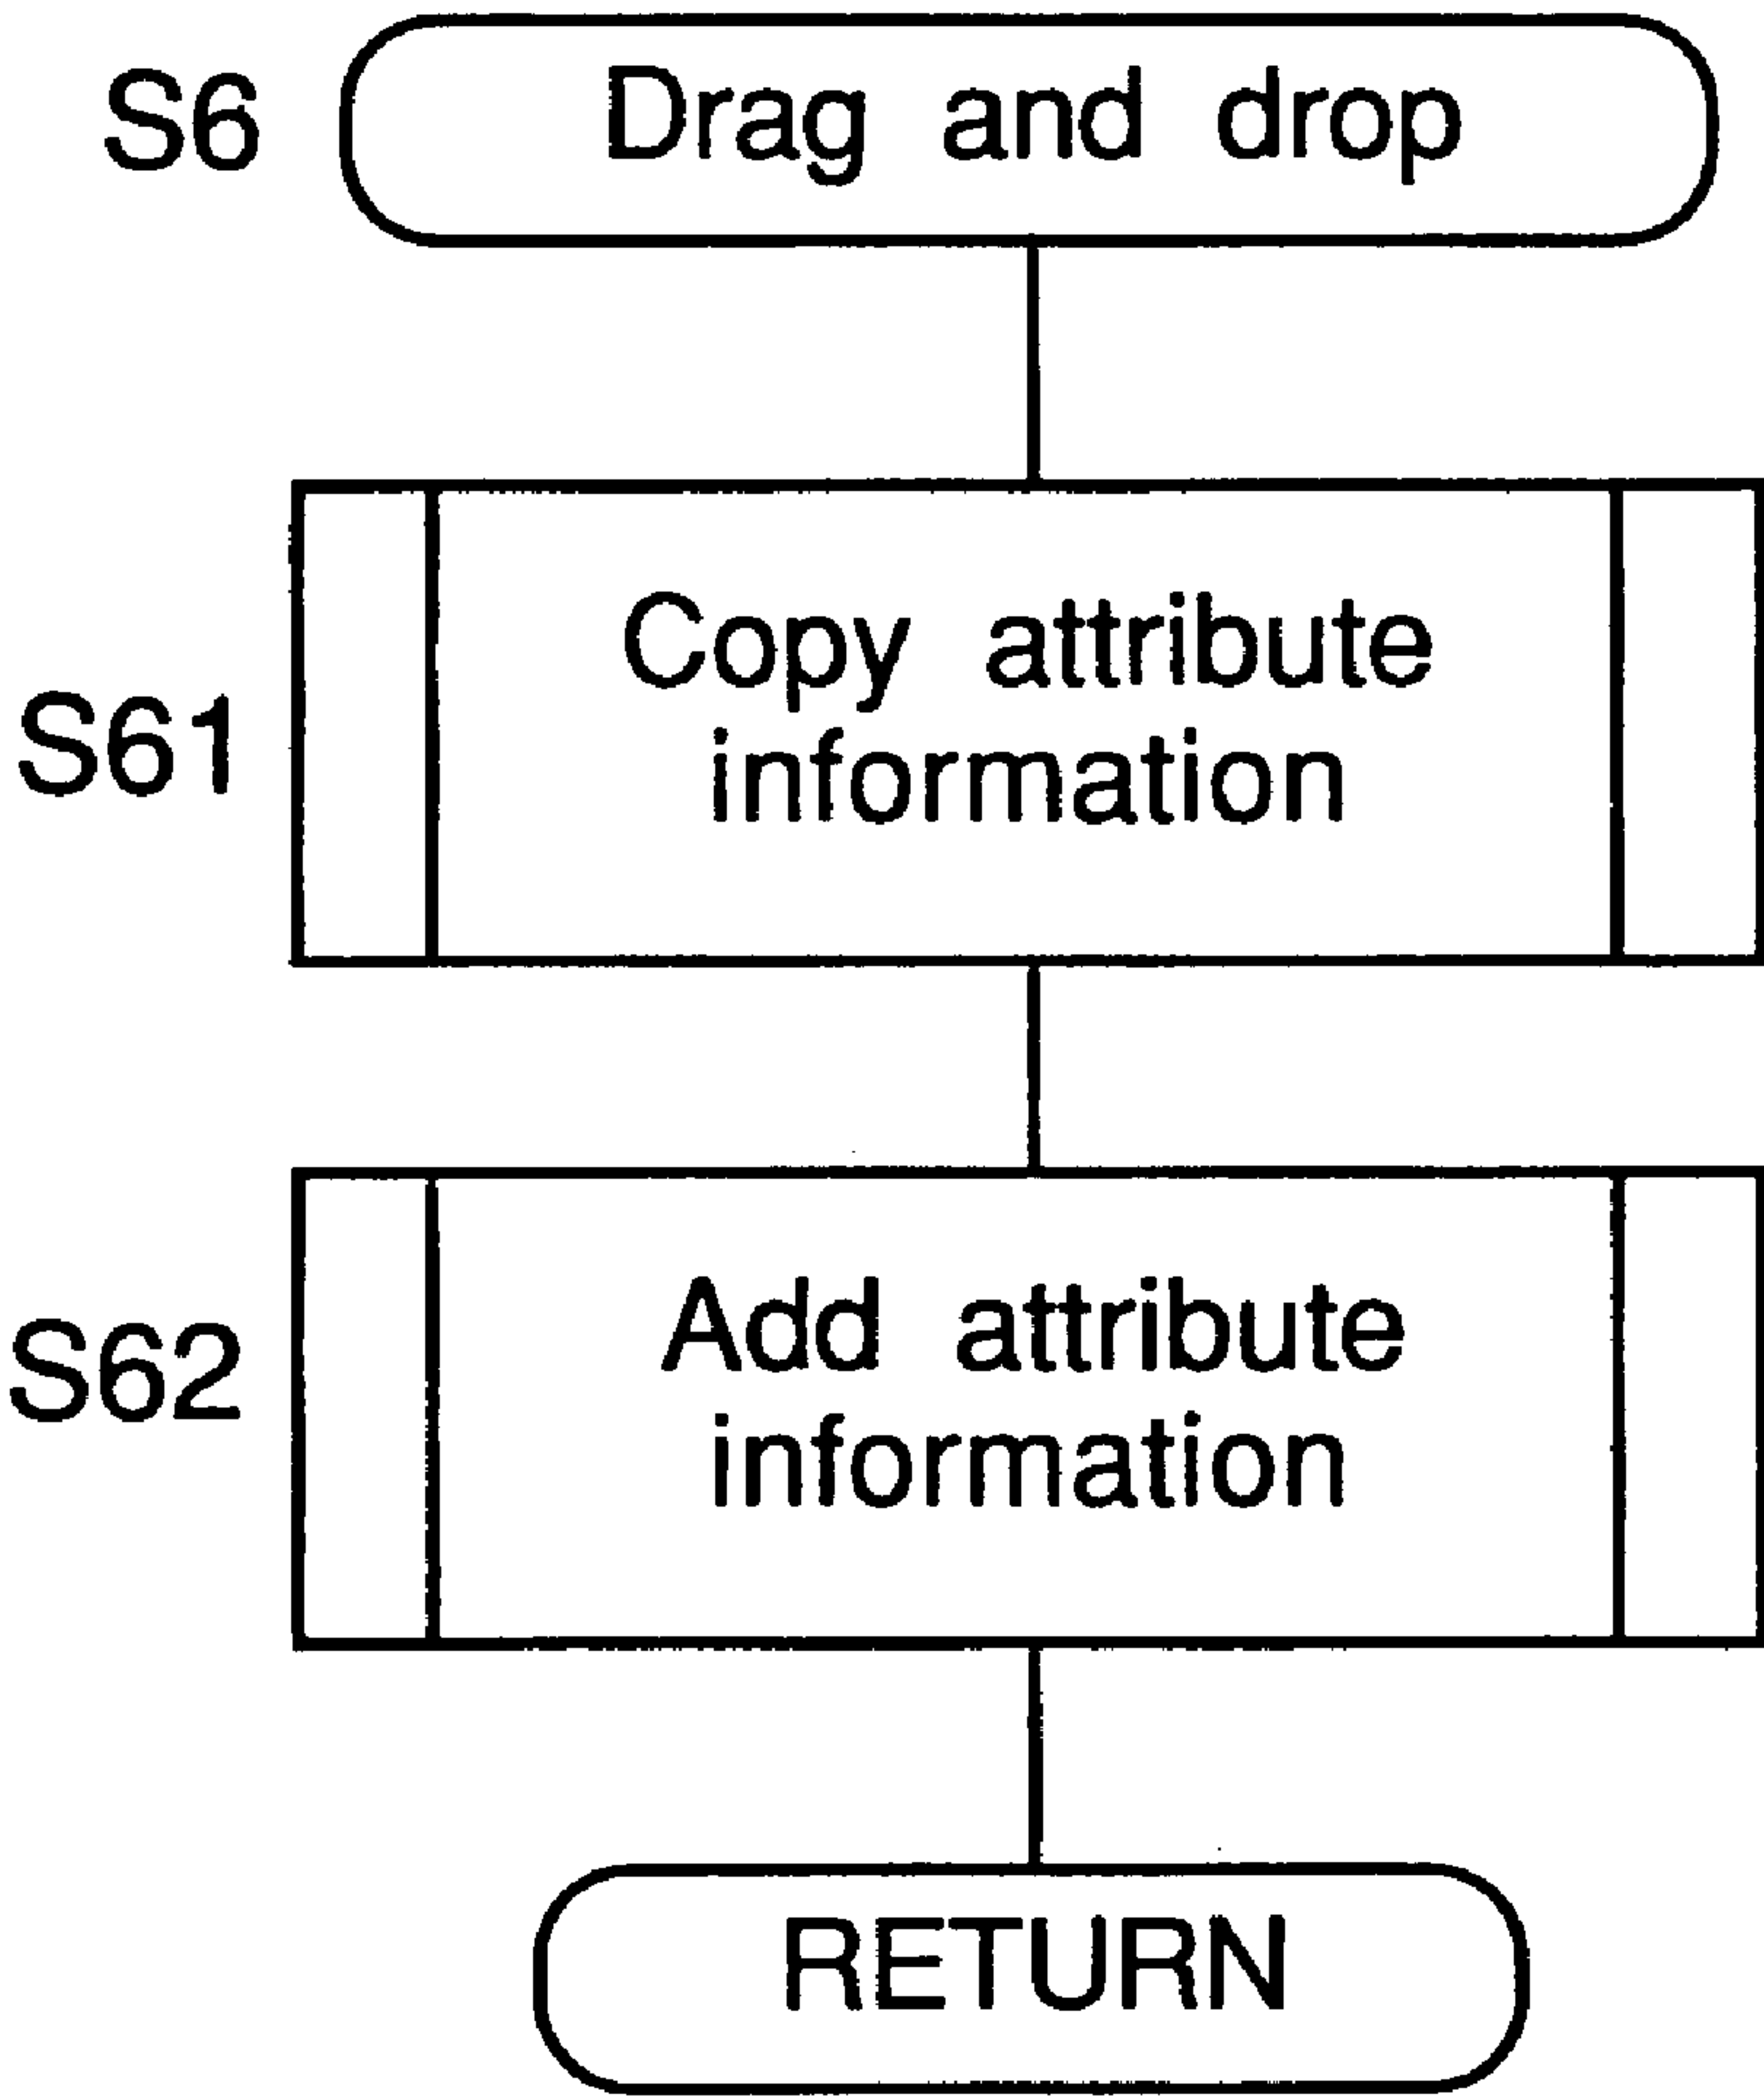 S6 Drag and drop
S61
Copy attribute
information
S62
Add attribute
information
RETURN